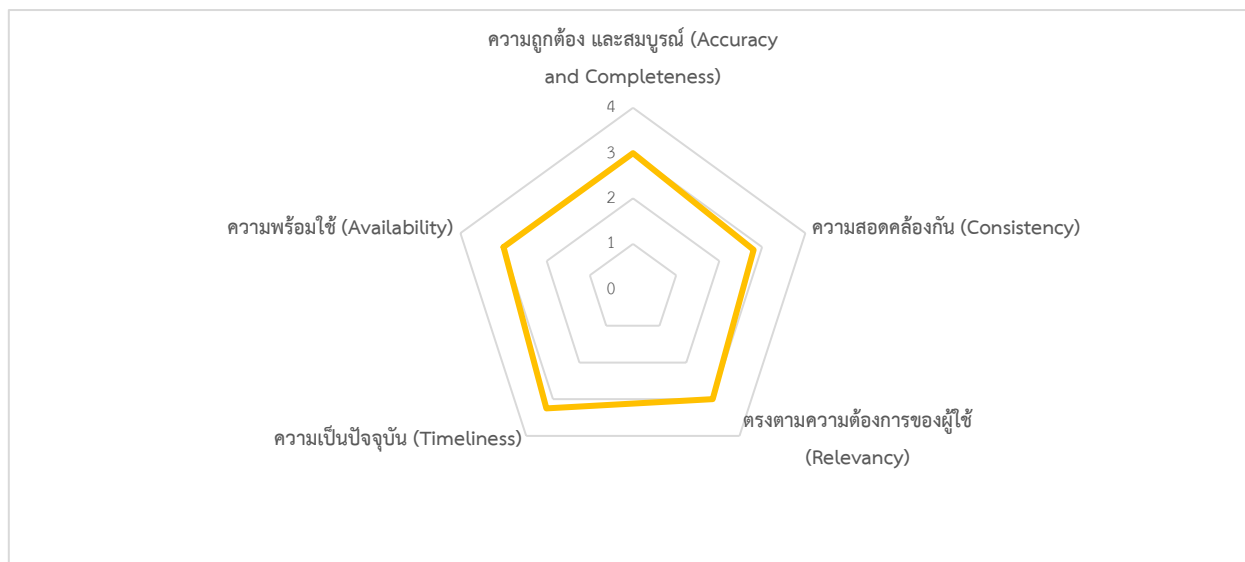 ความถูกต้อง และสมบูรณ์ (Accuracy
and Completeness)
4
3
2
1
0
ความพร้อมใช้ (Availability)
ความสอดคล้องกัน (Consistency)
ความเป็นปัจจุบัน (Timeliness)
ตรงตามความต้องการของผู้ใช้
(Relevancy)